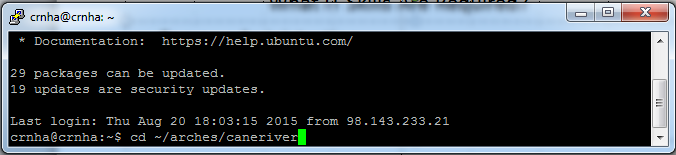 crnha@crnha: ~
* Documentation:  https://help.ubuntu.com/
29 packages can be updated.
19 updates are security updates.
Last login: Thu Aug 20 18:03:15 2015 from 98.143.233.21
crnha@crnha:~$ cd ~/arches/caneriver